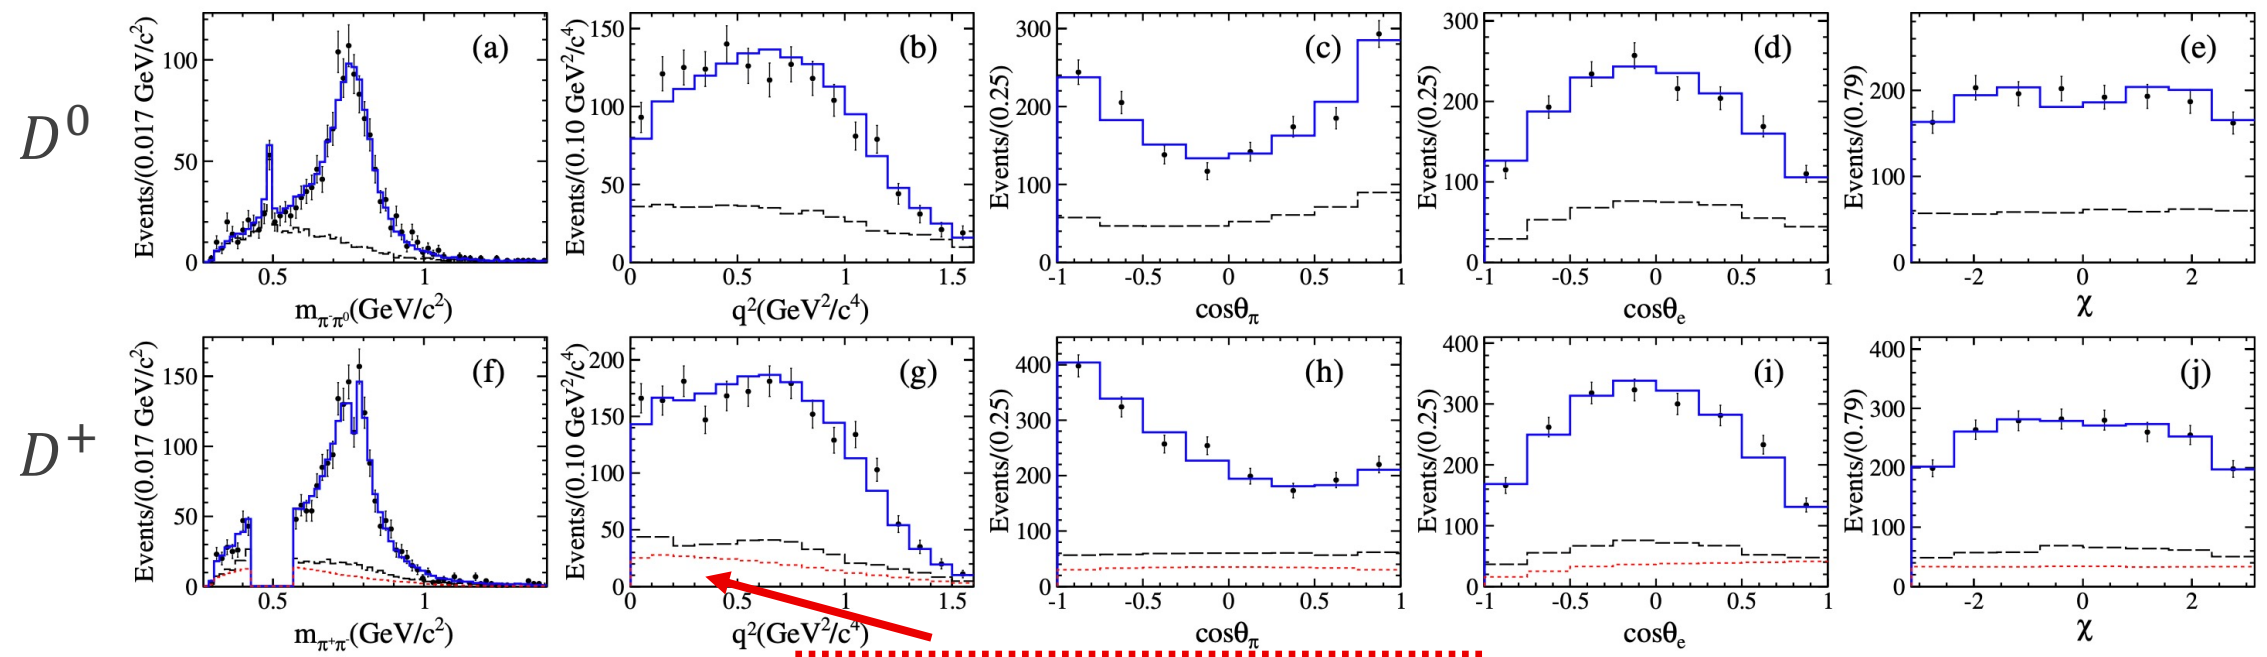 D⁰
Events/(0.017 GeV/c²)
100
50
0
0.5
1
m_π⁻π⁰(GeV/c²)
(a)
Events/(0.10 GeV²/c⁴)
150
100
50
0
0
0.5
1
1.5
q²(GeV²/c⁴)
(b)
Events/(0.25)
300
200
100
0
-1
-0.5
0
0.5
1
cosθ_π
(c)
Events/(0.25)
300
200
100
0
-1
-0.5
0
0.5
1
cosθ_e
(d)
Events/(0.79)
200
100
0
-2
0
2
χ
(e)
D⁺
Events/(0.017 GeV/c²)
150
100
50
0
0.5
1
m_π⁺π⁻(GeV/c²)
(f)
Events/(0.10 GeV²/c⁴)
200
150
100
50
0
0
0.5
1
1.5
q²(GeV²/c⁴)
(g)
Events/(0.25)
400
300
200
100
0
-1
-0.5
0
0.5
1
cosθ_π
(h)
Events/(0.25)
400
300
200
100
0
-1
-0.5
0
0.5
1
cosθ_e
(i)
Events/(0.79)
400
300
200
100
0
-2
0
2
χ
(j)